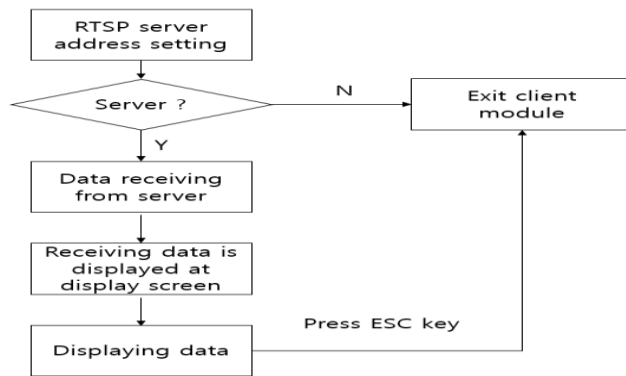 RTSP server
address setting
Server ?
N
Exit client
module
Y
Data receiving
from server
Receiving data is
displayed at
display screen
Press ESC key
Displaying data